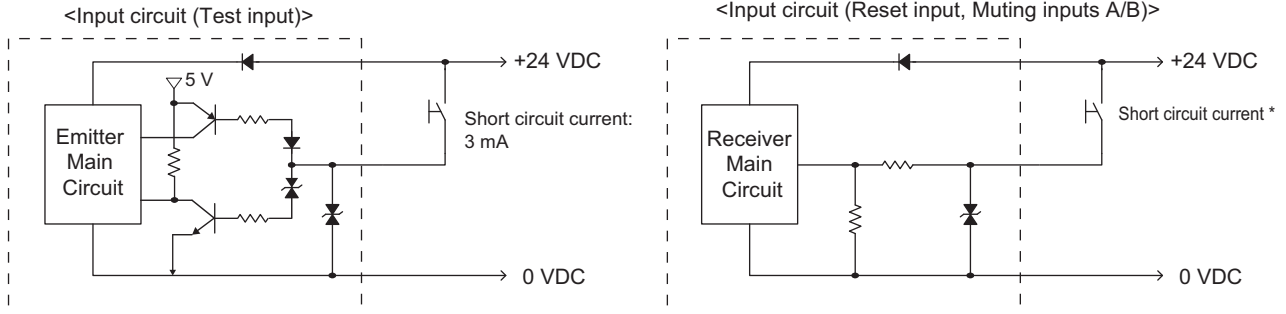 <Input circuit (Test input)>
+24 VDC
5 V
Emitter
Main
Circuit
Short circuit current:
3 mA
0 VDC
<Input circuit (Reset input, Muting inputs A/B)>
+24 VDC
Receiver
Main
Circuit
Short circuit current *
0 VDC